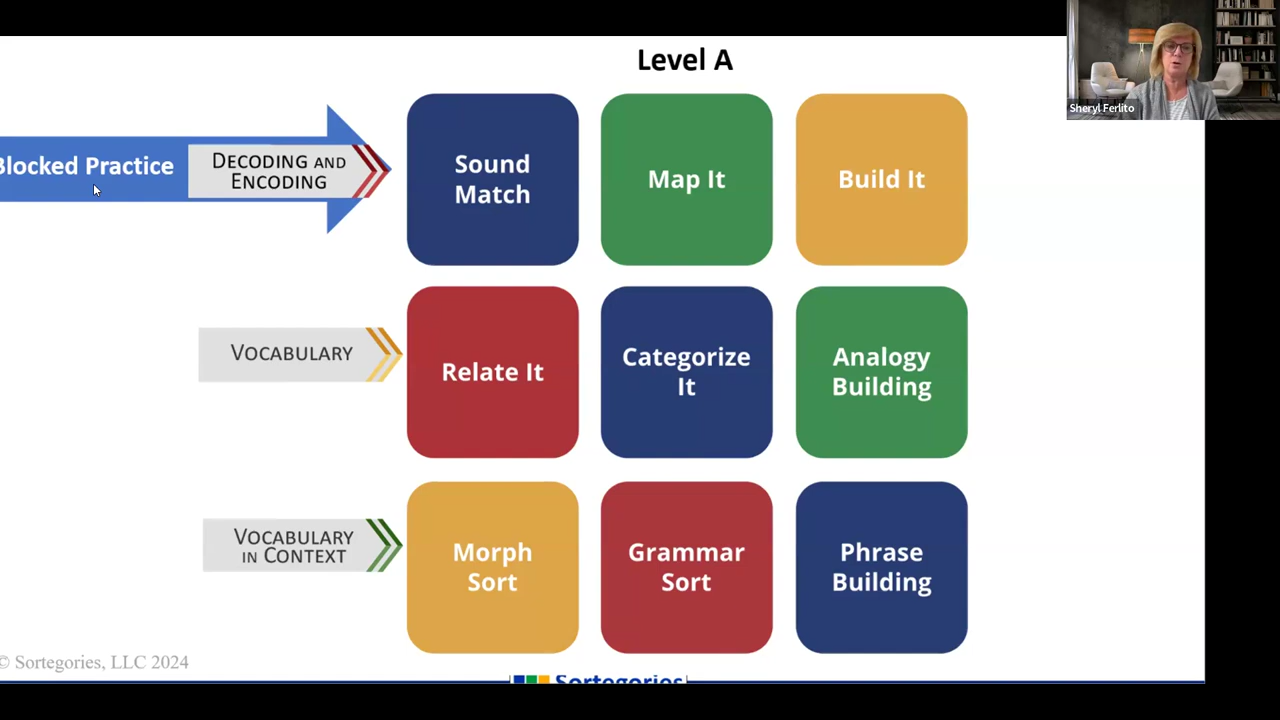 Level A
Sheryl Ferlito
Blocked Practice
DECODING AND
ENCODING
Sound
Match
Map It
Build It
VOCABULARY
Relate It
Categorize
It
Analogy
Building
VOCABULARY
IN CONTEXT
Morph
Sort
Grammar
Sort
Phrase
Building
© Sortegories, LLC 2024
Sortegories